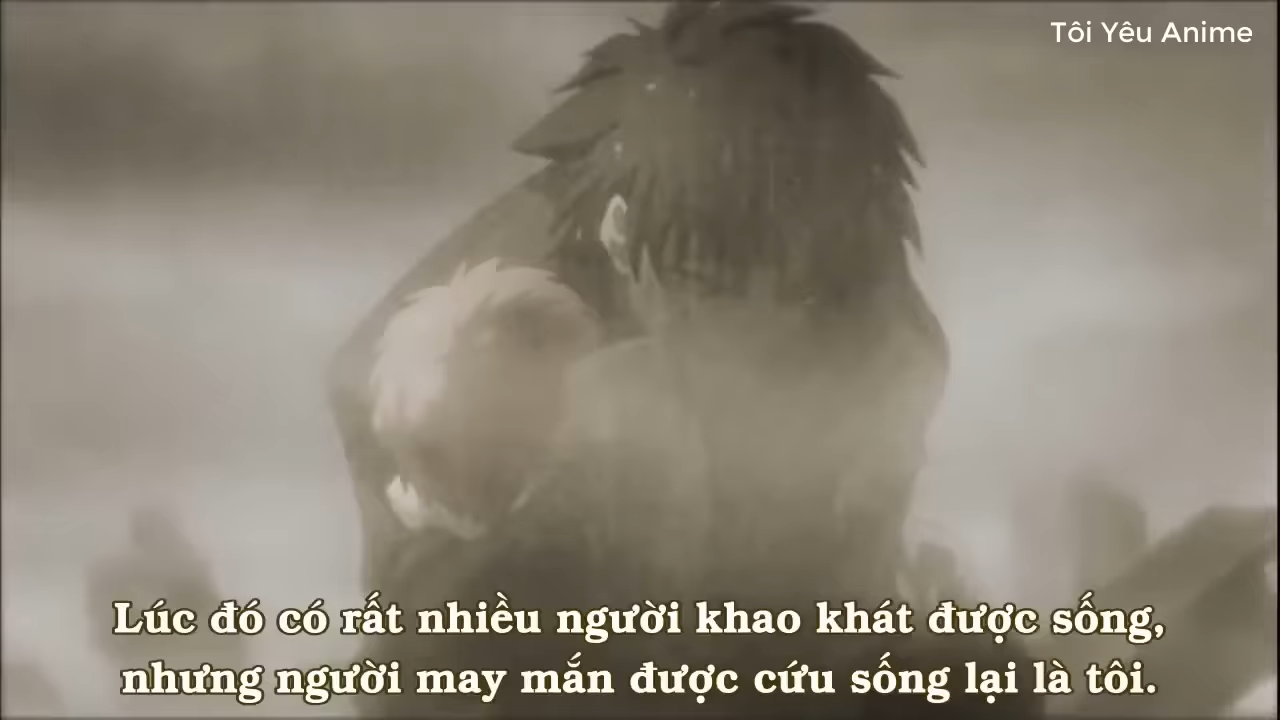 Tôi Yêu Anime
Lúc đó có rất nhiều người khao khát được sống,
nhưng người may mắn được cứu sống lại là tôi.